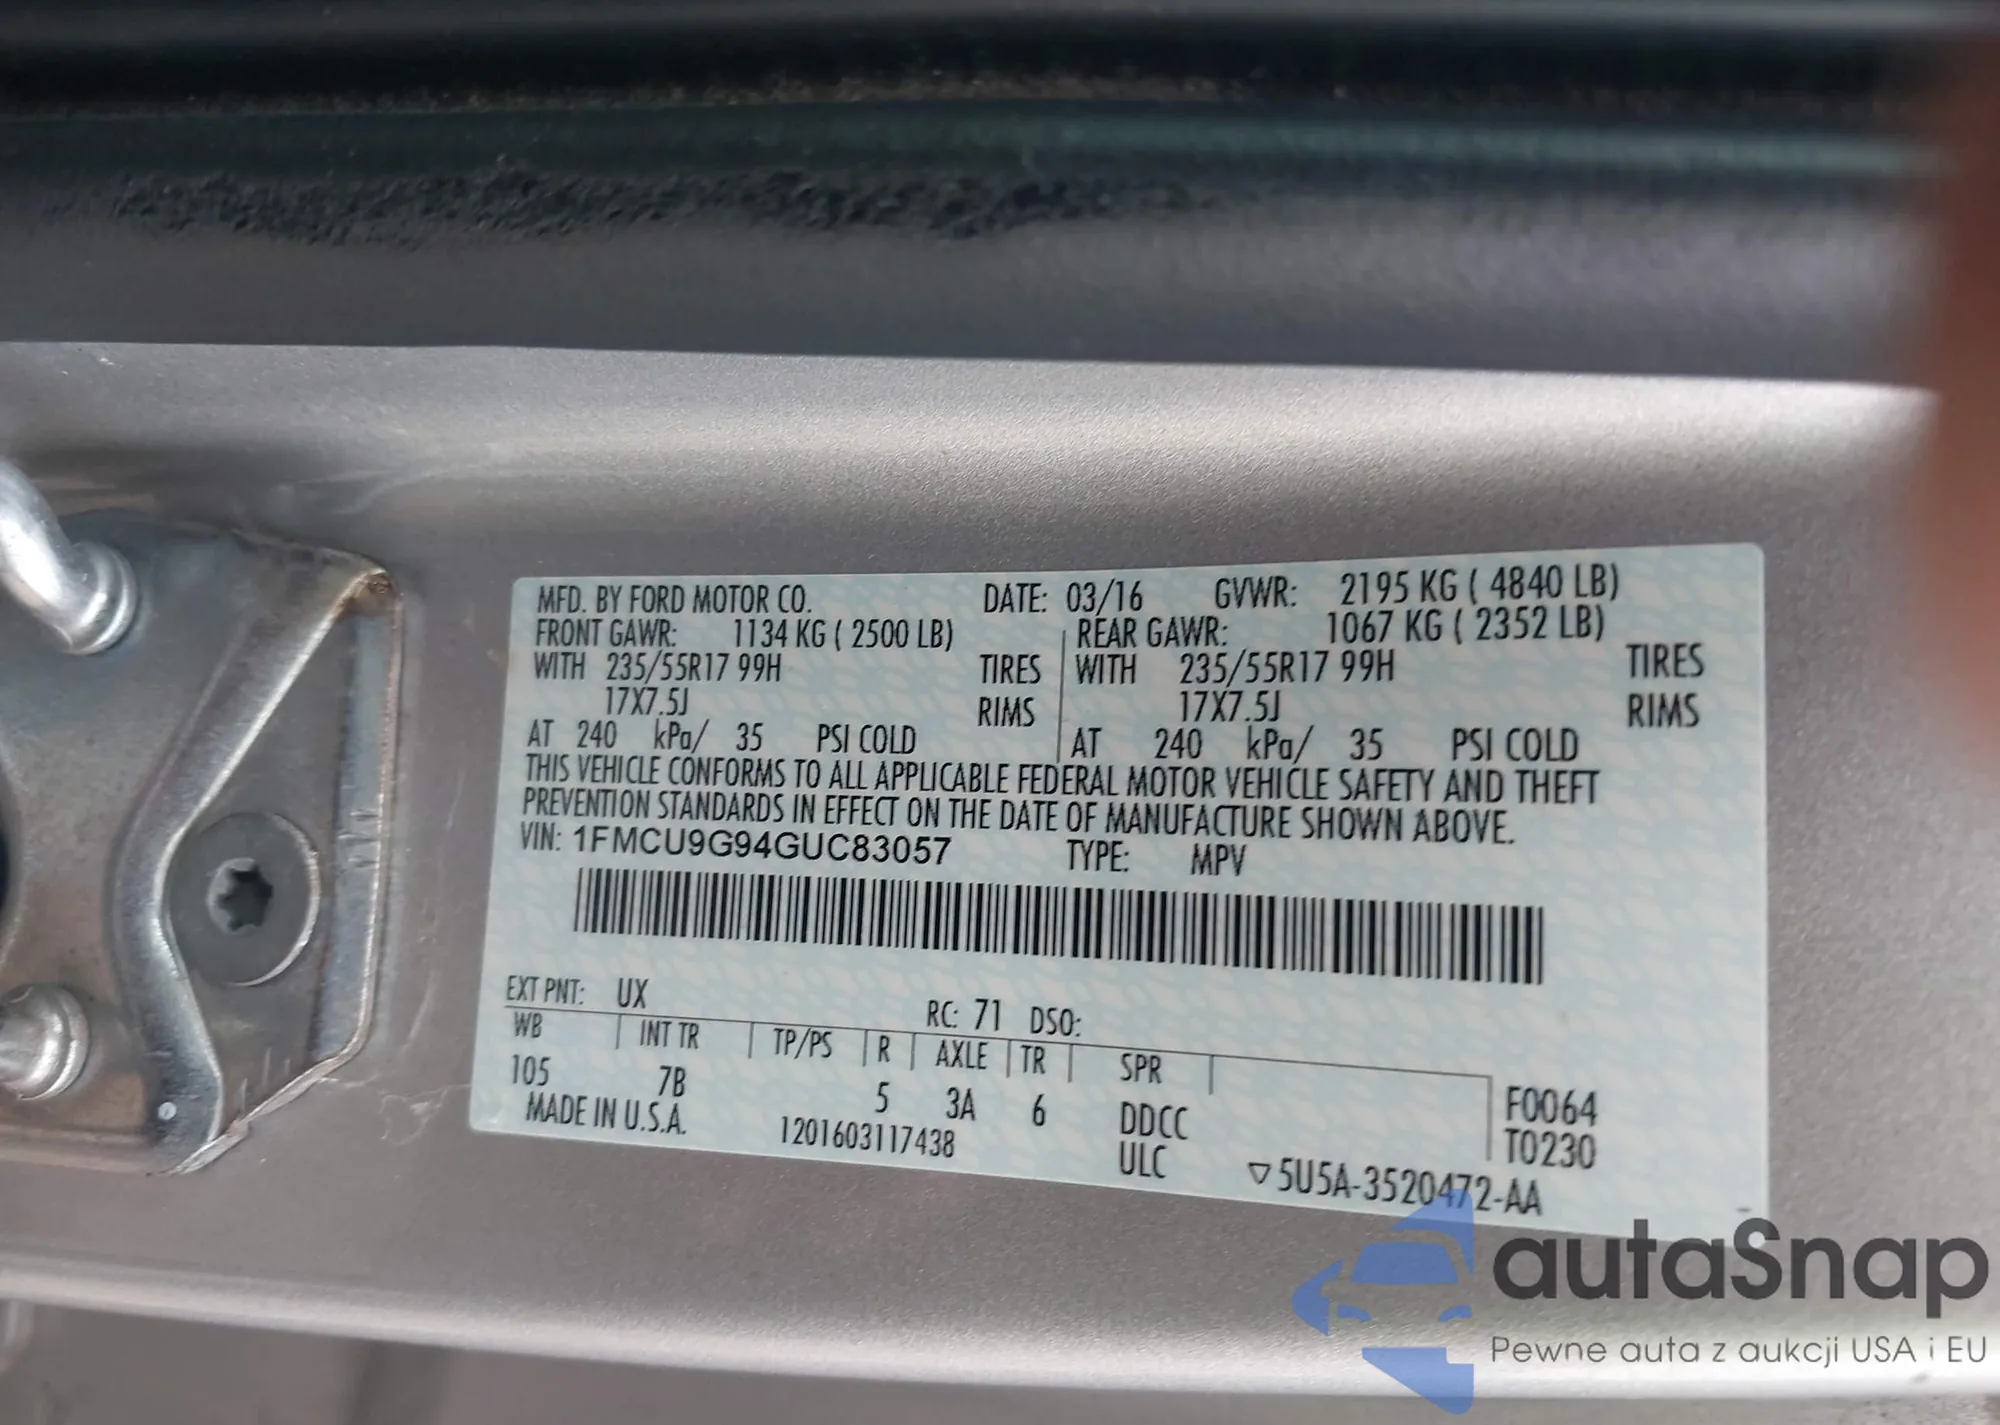 MFD. BY FORD MOTOR CO. DATE: 03/16 GVWR: 2195 KG ( 4840 LB)
FRONT GAWR: 1134 KG ( 2500 LB) REAR GAWR: 1067 KG ( 2352 LB)
WITH 235/55R17 99H TIRES WITH 235/55R17 99H TIRES
17X7.5J RIMS 17X7.5J RIMS
AT 240 kPa/ 35 PSI COLD AT 240 kPa/ 35 PSI COLD
THIS VEHICLE CONFORMS TO ALL APPLICABLE FEDERAL MOTOR VEHICLE SAFETY AND THEFT
PREVENTION STANDARDS IN EFFECT ON THE DATE OF MANUFACTURE SHOWN ABOVE.
VIN: 1FMCU9G94GUC83057 TYPE: MPV
EXT PNT: UX RC: 71 DSO:
WB INT TR TP/PS R AXLE TR SPR
105 7B 5 3A 6 DDCC F0064
MADE IN U.S.A. 1201603117438 ULC T0230
▽5U5A-3520472-AA
autaSnap
Pewne auta z aukcji USA i EU